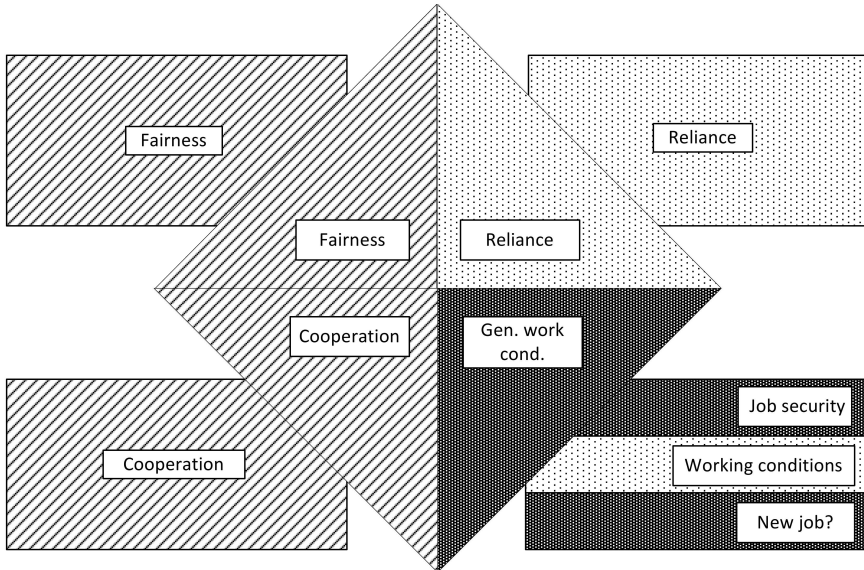 Fairness
Reliance
Fairness
Reliance
Cooperation
Gen. work
cond.
Job security
Cooperation
Working conditions
New job?